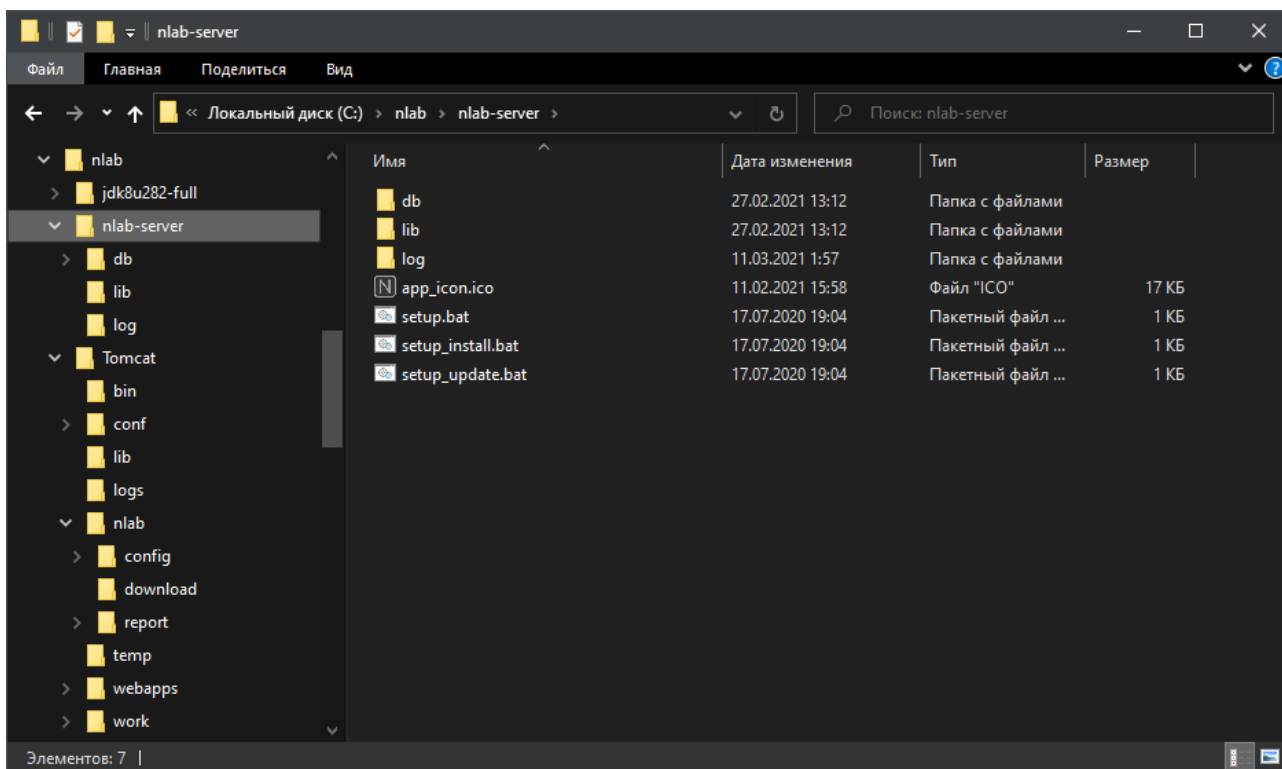 nlab-server
Файл Главная Поделиться Вид
« Локальный диск (C:) › nlab › nlab-server › Поиск: nlab-server
nlab
jdk8u282-full
nlab-server
db
lib
log
Tomcat
bin
conf
lib
logs
nlab
config
download
report
temp
webapps
work
Имя Дата изменения Тип Размер
db 27.02.2021 13:12 Папка с файлами
lib 27.02.2021 13:12 Папка с файлами
log 11.03.2021 1:57 Папка с файлами
app_icon.ico 11.02.2021 15:58 Файл "ICO" 17 КБ
setup.bat 17.07.2020 19:04 Пакетный файл ... 1 КБ
setup_install.bat 17.07.2020 19:04 Пакетный файл ... 1 КБ
setup_update.bat 17.07.2020 19:04 Пакетный файл ... 1 КБ
Элементов: 7